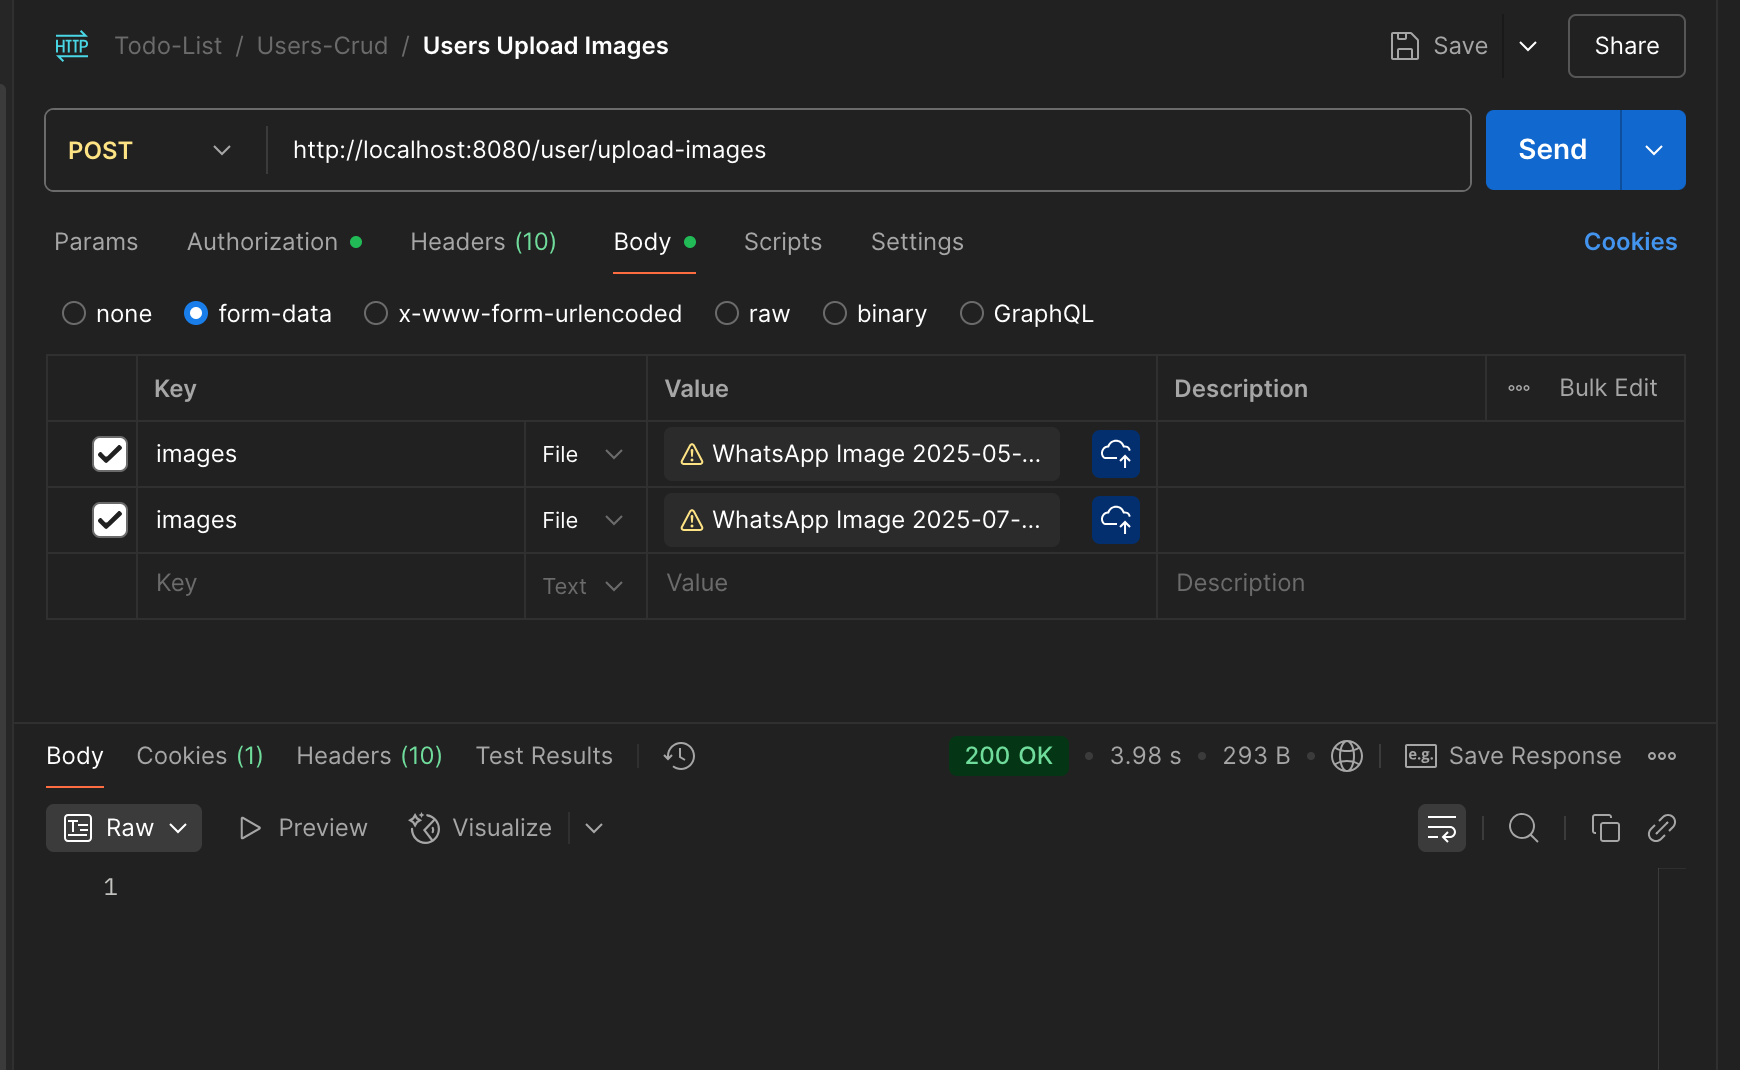 HTTP Todo-List / Users-Crud / Users Upload Images Save Share
POST http://localhost:8080/user/upload-images Send
Params Authorization Headers (10) Body Scripts Settings Cookies
none form-data x-www-form-urlencoded raw binary GraphQL
Key Value Description Bulk Edit
images File WhatsApp Image 2025-05-...
images File WhatsApp Image 2025-07-...
Key Text Value Description
Body Cookies (1) Headers (10) Test Results 200 OK • 3.98 s • 293 B • e.g. Save Response
Raw Preview Visualize
1